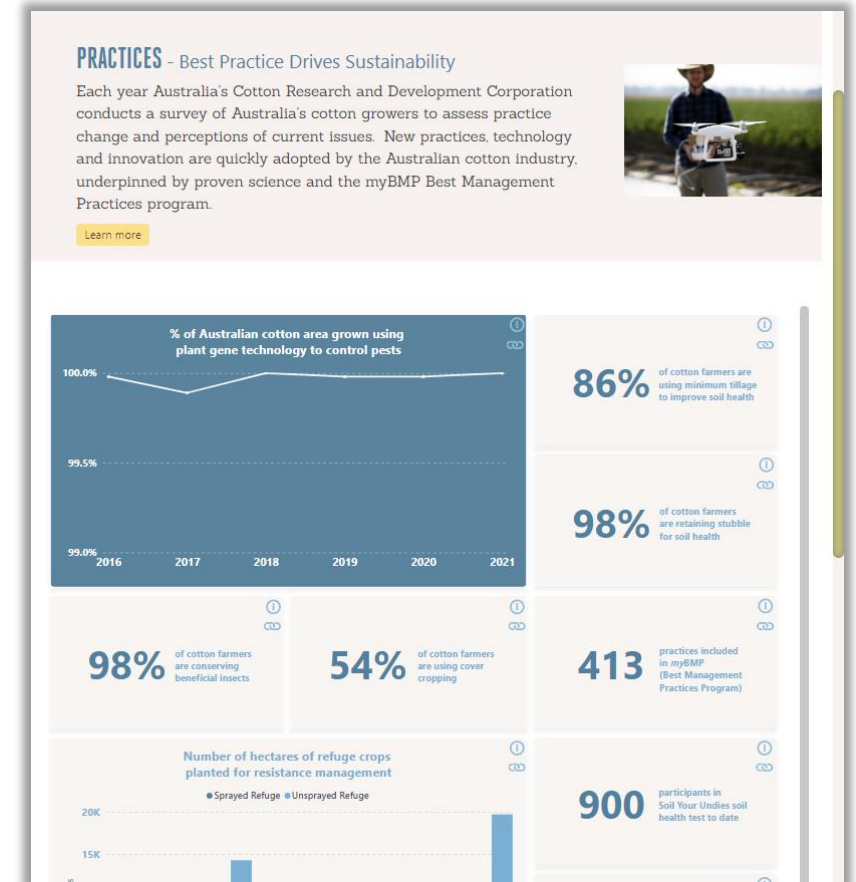 PRACTICES - Best Practice Drives Sustainability
Each year Australia's Cotton Research and Development Corporation
conducts a survey of Australia's cotton growers to assess practice
change and perceptions of current issues. New practices, technology
and innovation are quickly adopted by the Australian cotton industry,
underpinned by proven science and the myBMP Best Management
Practices program.
Learn more
% of Australian cotton area grown using
plant gene technology to control pests
100.0%
99.5%
99.0%
2016 2017 2018 2019 2020 2021
86%
of cotton farmers are
using minimum tillage
to improve soil health
98%
of cotton farmers
are retaining stubble
for soil health
98%
of cotton farmers
are conserving
beneficial insects
54%
of cotton farmers
are using cover
cropping
413
practices included
in myBMP
(Best Management
Practices Program)
Number of hectares of refuge crops
planted for resistance management
Sprayed Refuge Unsprayed Refuge
20K
15K
900
participants in
Soil Your Undies soil
health test to date